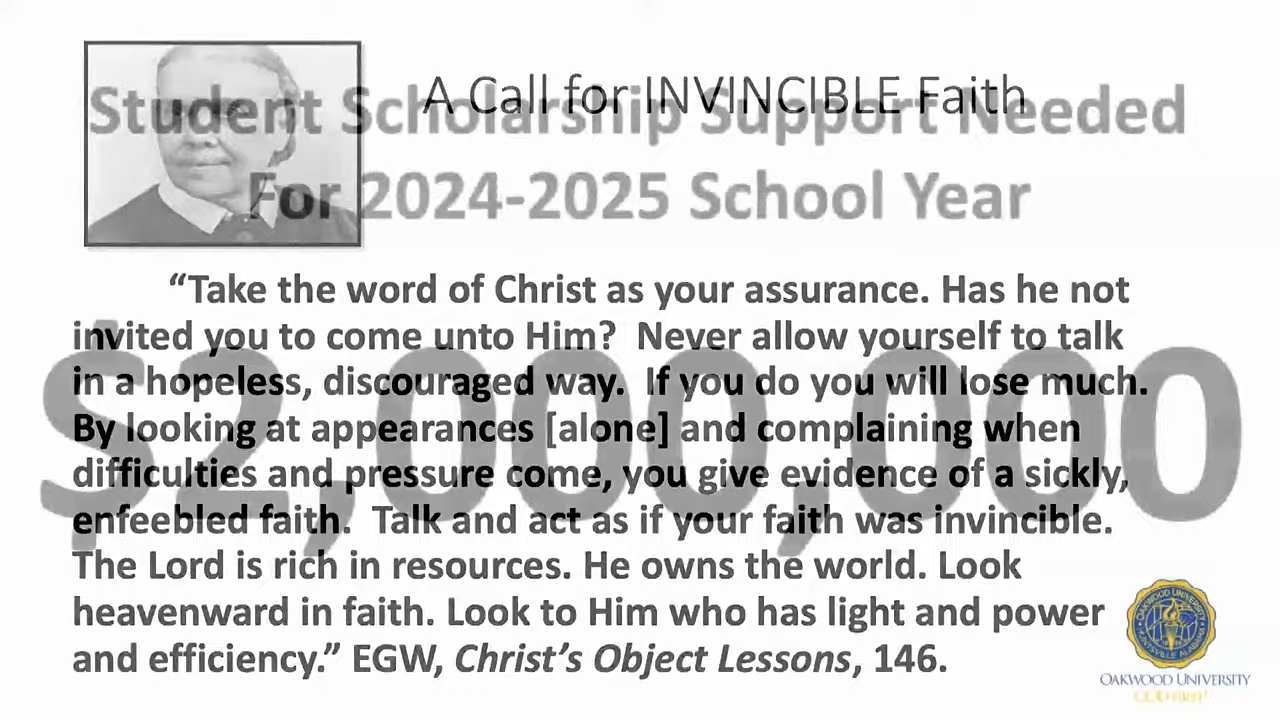 A Call for INVINCIBLE Faith
Student Scholarship Support Needed
For 2024-2025 School Year
$2,000,000
“Take the word of Christ as your assurance. Has he not
invited you to come unto Him? Never allow yourself to talk
in a hopeless, discouraged way. If you do you will lose much.
By looking at appearances [alone] and complaining when
difficulties and pressure come, you give evidence of a sickly,
enfeebled faith. Talk and act as if your faith was invincible.
The Lord is rich in resources. He owns the world. Look
heavenward in faith. Look to Him who has light and power
and efficiency.” EGW, Christ’s Object Lessons, 146.
OAKWOOD UNIVERSITY